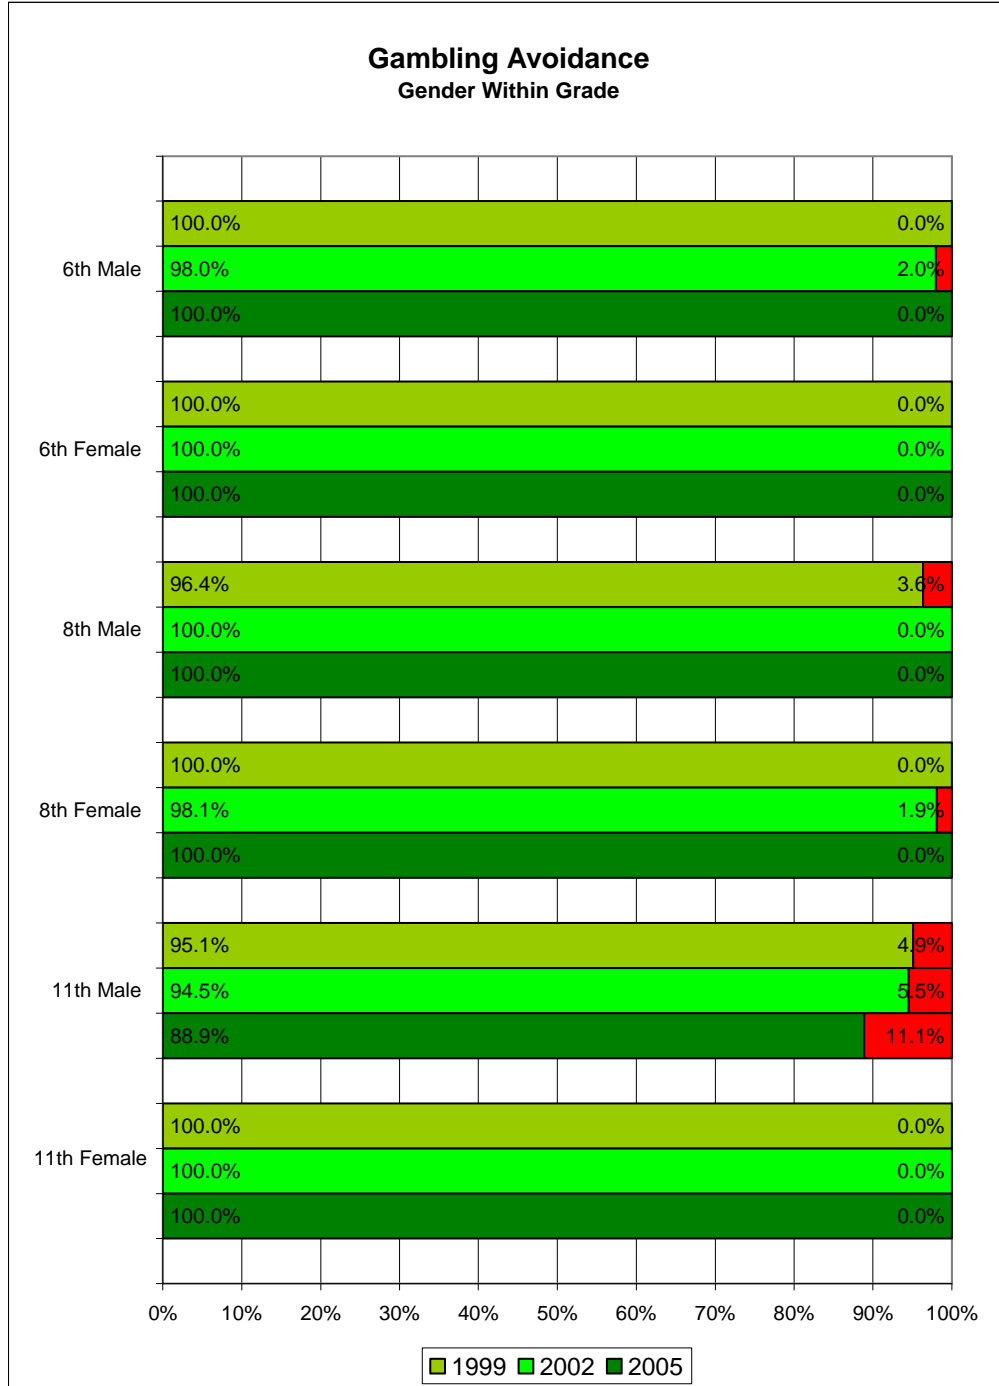 Gambling Avoidance
Gender Within Grade
100.0% 0.0%
6th Male 98.0% 2.0%
100.0% 0.0%
100.0% 0.0%
6th Female 100.0% 0.0%
100.0% 0.0%
96.4% 3.6%
8th Male 100.0% 0.0%
100.0% 0.0%
100.0% 0.0%
8th Female 98.1% 1.9%
100.0% 0.0%
95.1% 4.9%
11th Male 94.5% 5.5%
88.9% 11.1%
100.0% 0.0%
11th Female 100.0% 0.0%
100.0% 0.0%
0% 10% 20% 30% 40% 50% 60% 70% 80% 90% 100%
1999 2002 2005